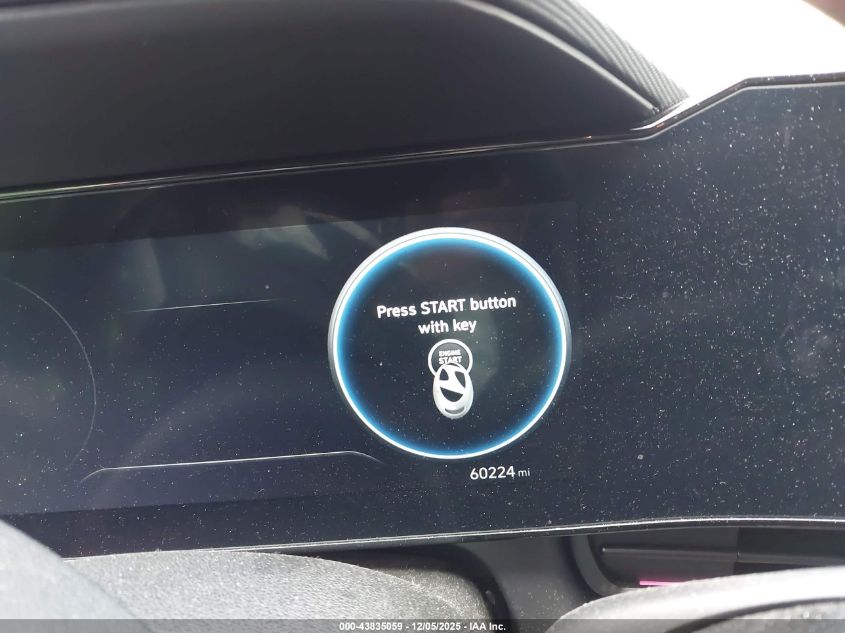 Press START button
with key
ENGINE
START
60224 mi
000-43835059 - 12/05/2025 - IAA Inc.